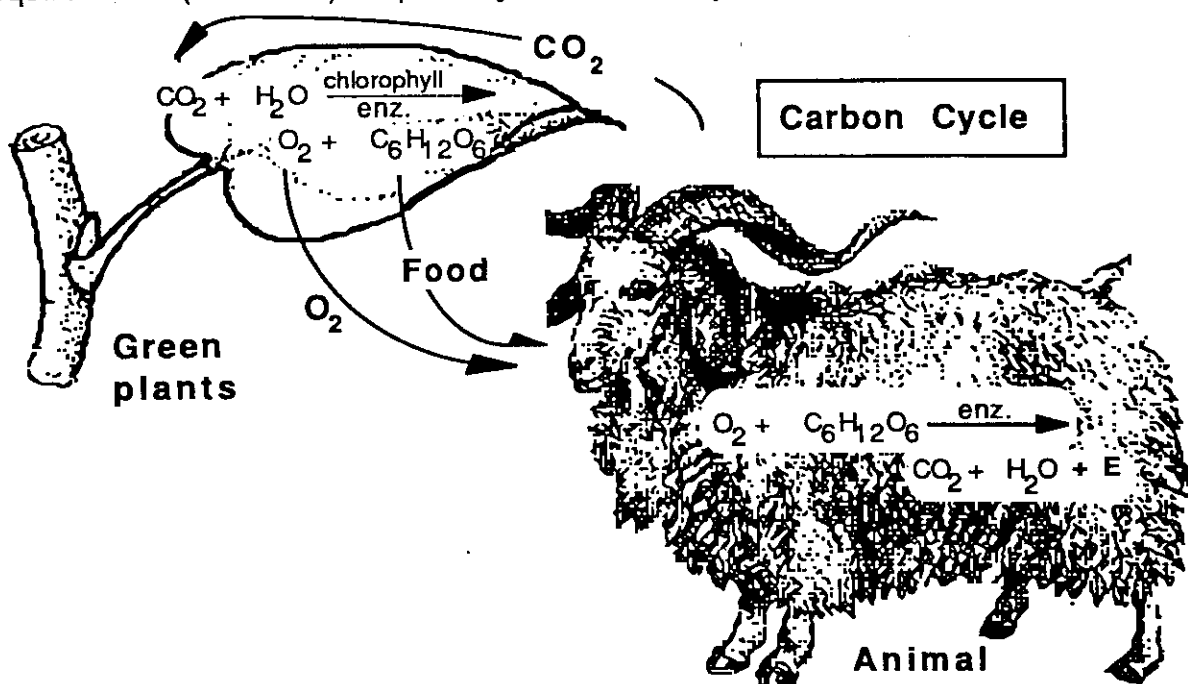 CO₂
CO₂ + H₂O chlorophyll
enz.
O₂ + C₆H₁₂O₆
Carbon Cycle
Food
O₂
Green
plants
O₂ + C₆H₁₂O₆ enz.
CO₂ + H₂O + E
Animal